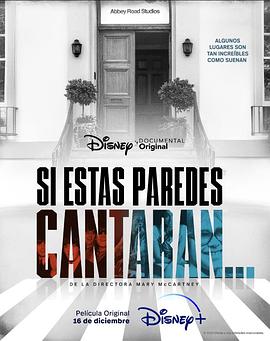 Abbey Road Studios
ALGUNOS
LUGARES SON
TAN INCREÍBLES
COMO SUENAN
Disney+ DOCUMENTAL
Original
SI ESTAS PAREDES
CANTABAN...
DE LA DIRECTORA MARY McCARTNEY
Película Original
16 de diciembre
Disney+